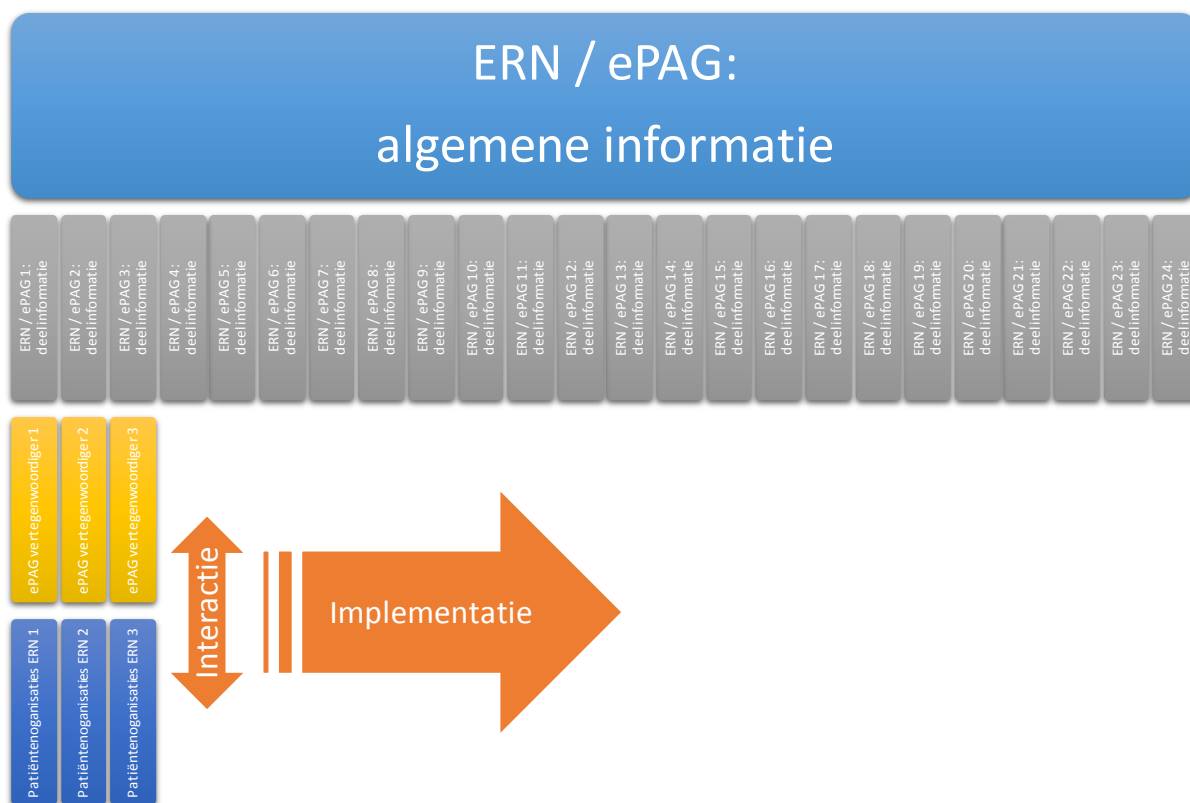 ERN / ePAG:
algemene informatie
ERN / ePAG 1:
deelinformatie
ERN / ePAG 2:
deelinformatie
ERN / ePAG 3:
deelinformatie
ERN / ePAG 4:
deelinformatie
ERN / ePAG 5:
deelinformatie
ERN / ePAG 6:
deelinformatie
ERN / ePAG 7:
deelinformatie
ERN / ePAG 8:
deelinformatie
ERN / ePAG 9:
deelinformatie
ERN / ePAG 10:
deelinformatie
ERN / ePAG 11:
deelinformatie
ERN / ePAG 12:
deelinformatie
ERN / ePAG 13:
deelinformatie
ERN / ePAG 14:
deelinformatie
ERN / ePAG 15:
deelinformatie
ERN / ePAG 16:
deelinformatie
ERN / ePAG 17:
deelinformatie
ERN / ePAG 18:
deelinformatie
ERN / ePAG 19:
deelinformatie
ERN / ePAG 20:
deelinformatie
ERN / ePAG 21:
deelinformatie
ERN / ePAG 22:
deelinformatie
ERN / ePAG 23:
deelinformatie
ERN / ePAG 24:
deelinformatie
ePAG vertegenwoordiger 1
ePAG vertegenwoordiger 2
ePAG vertegenwoordiger 3
Interactie
Implementatie
Patiëntenoganisaties ERN 1
Patiëntenoganisaties ERN 2
Patiëntenoganisaties ERN 3